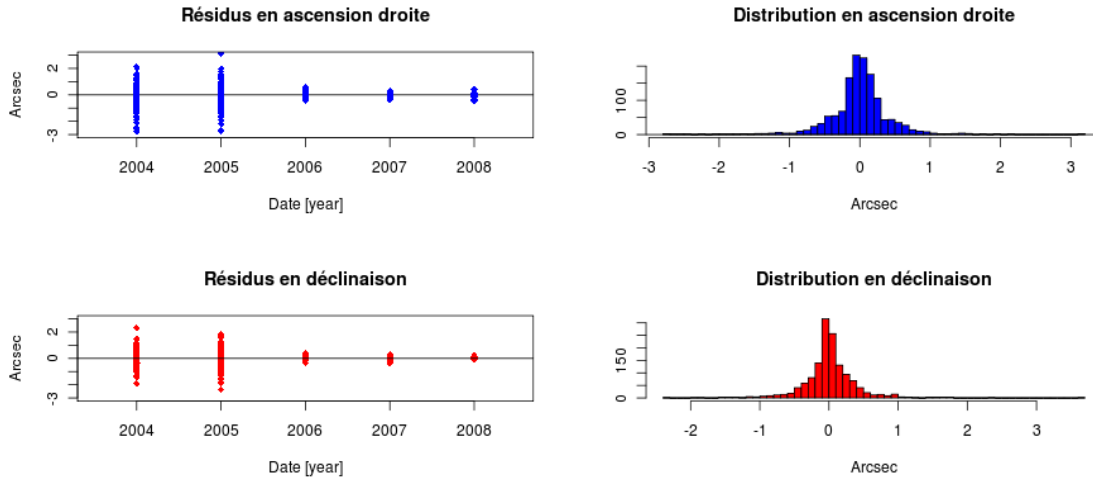 Résidus en ascension droite
Arcsec
2
0
-3
2004 2005 2006 2007 2008
Date [year]
Distribution en ascension droite
100
0
-3 -2 -1 0 1 2 3
Arcsec
Résidus en déclinaison
Arcsec
2
0
-3
2004 2005 2006 2007 2008
Date [year]
Distribution en déclinaison
150
0
-2 -1 0 1 2 3
Arcsec